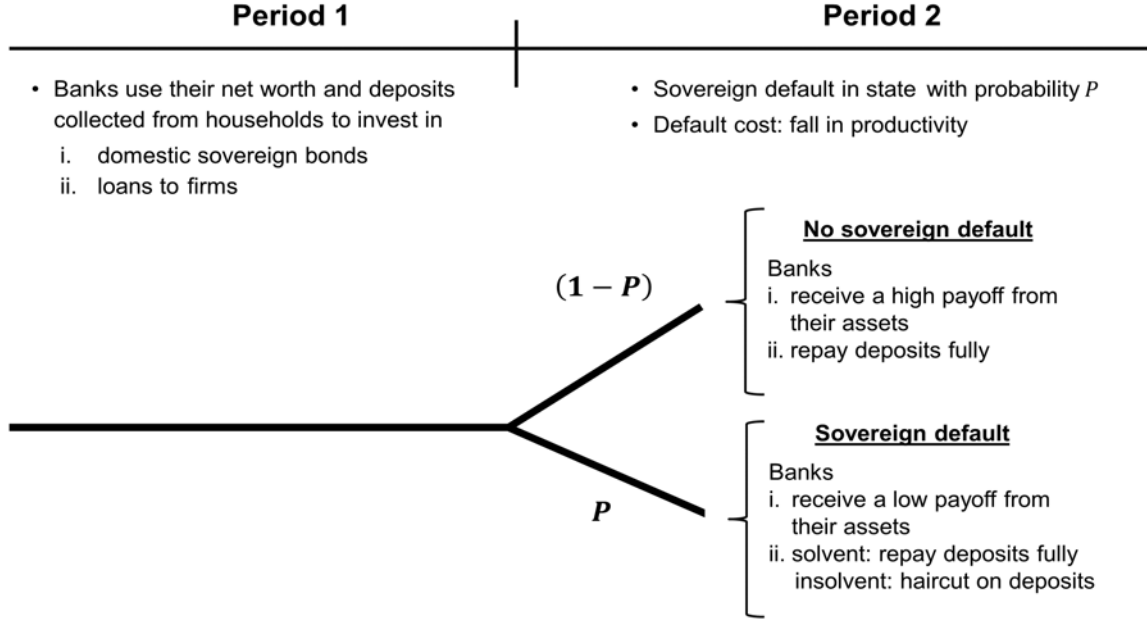 Period 1
Period 2
• Banks use their net worth and deposits
collected from households to invest in
i. domestic sovereign bonds
ii. loans to firms
• Sovereign default in state with probability P
• Default cost: fall in productivity
(1 − P)
No sovereign default
Banks
i. receive a high payoff from
their assets
ii. repay deposits fully
P
Sovereign default
Banks
i. receive a low payoff from
their assets
ii. solvent: repay deposits fully
insolvent: haircut on deposits